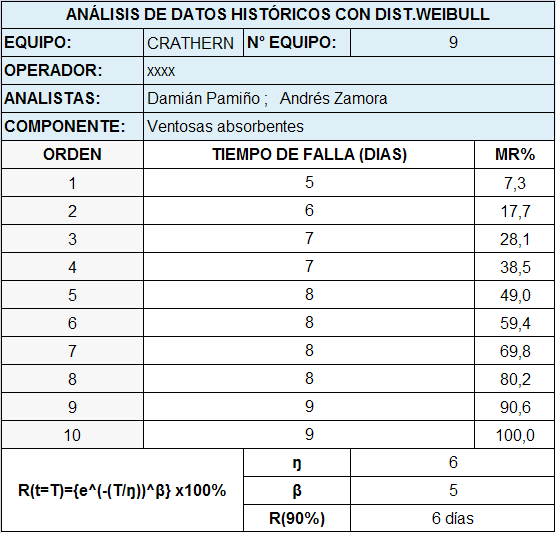 ANÁLISIS DE DATOS HISTÓRICOS CON DIST.WEIBULL
EQUIPO: CRATHERN N° EQUIPO: 9
OPERADOR: xxxx
ANALISTAS: Damián Pamiño ; Andrés Zamora
COMPONENTE: Ventosas absorbentes
ORDEN TIEMPO DE FALLA (DIAS) MR%
1 5 7,3
2 6 17,7
3 7 28,1
4 7 38,5
5 8 49,0
6 8 59,4
7 8 69,8
8 8 80,2
9 9 90,6
10 9 100,0
R(t=T)={e^(-(T/ŋ))^β} x100%
ŋ 6
β 5
R(90%) 6 días